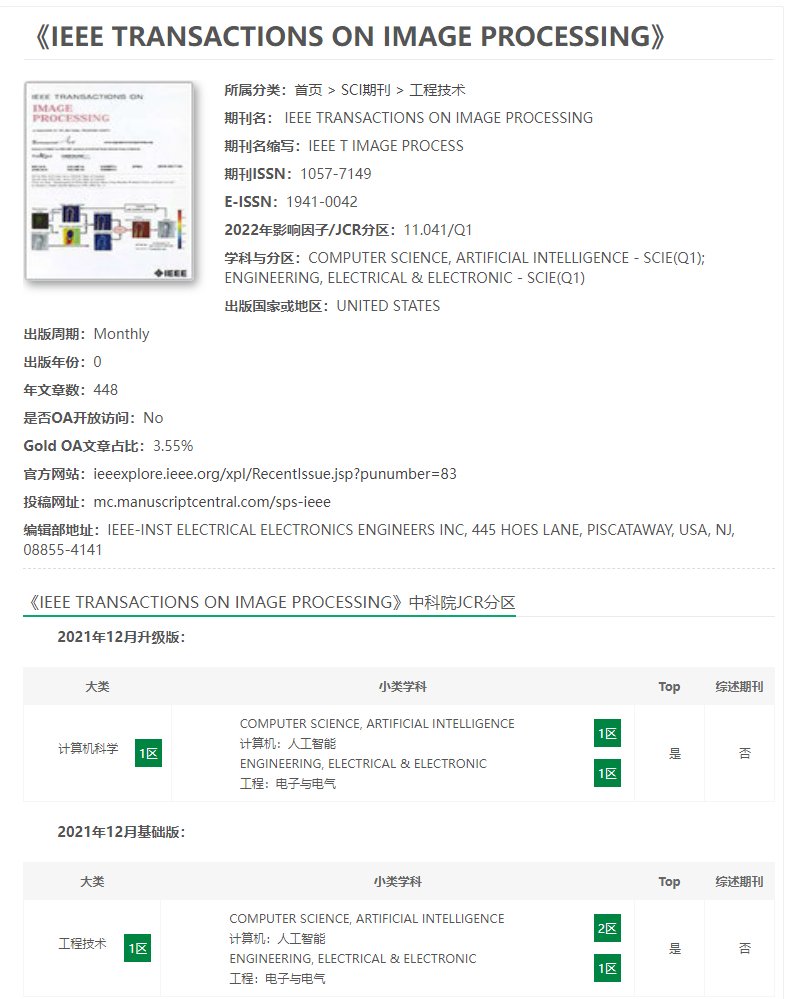 《IEEE TRANSACTIONS ON IMAGE PROCESSING》
IEEE TRANSACTIONS ON
IMAGE
PROCESSING
IEEE
所属分类：首页 > SCI期刊 > 工程技术
期刊名： IEEE TRANSACTIONS ON IMAGE PROCESSING
期刊名缩写：IEEE T IMAGE PROCESS
期刊ISSN：1057-7149
E-ISSN：1941-0042
2022年影响因子/JCR分区：11.041/Q1
学科与分区：COMPUTER SCIENCE, ARTIFICIAL INTELLIGENCE - SCIE(Q1);
ENGINEERING, ELECTRICAL & ELECTRONIC - SCIE(Q1)
出版国家或地区：UNITED STATES
出版周期：Monthly
出版年份：0
年文章数：448
是否OA开放访问：No
Gold OA文章占比：3.55%
官方网站：ieeexplore.ieee.org/xpl/RecentIssue.jsp?punumber=83
投稿网址：mc.manuscriptcentral.com/sps-ieee
编辑部地址：IEEE-INST ELECTRICAL ELECTRONICS ENGINEERS INC, 445 HOES LANE, PISCATAWAY, USA, NJ,
08855-4141
《IEEE TRANSACTIONS ON IMAGE PROCESSING》中科院JCR分区
2021年12月升级版：
大类 小类学科 Top 综述期刊
COMPUTER SCIENCE, ARTIFICIAL INTELLIGENCE 1区
计算机：人工智能
计算机科学 1区 是 否
ENGINEERING, ELECTRICAL & ELECTRONIC 1区
工程：电子与电气
2021年12月基础版：
大类 小类学科 Top 综述期刊
COMPUTER SCIENCE, ARTIFICIAL INTELLIGENCE 2区
计算机：人工智能
工程技术 1区 是 否
ENGINEERING, ELECTRICAL & ELECTRONIC 1区
工程：电子与电气